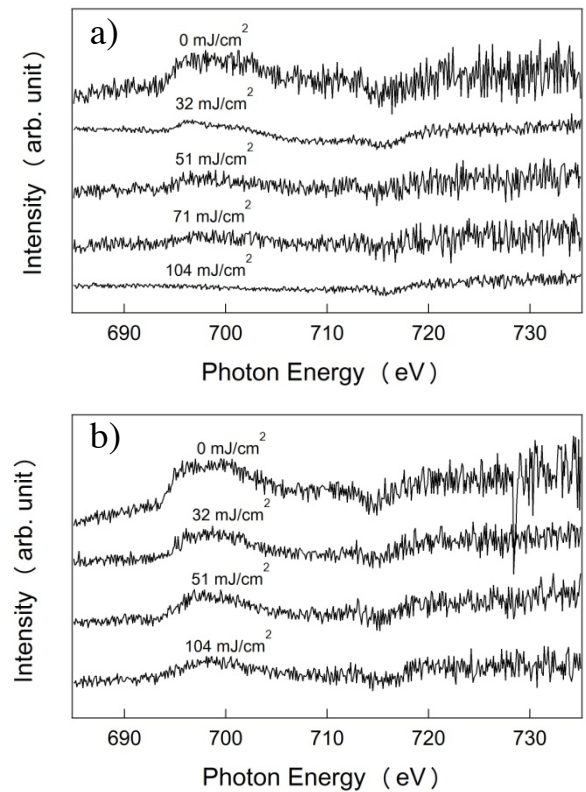 a)
0 mJ/cm²
32 mJ/cm²
51 mJ/cm²
71 mJ/cm²
104 mJ/cm²
Intensity (arb. unit)
690 700 710 720 730
Photon Energy (eV)
b)
0 mJ/cm²
32 mJ/cm²
51 mJ/cm²
104 mJ/cm²
Intensity (arb. unit)
690 700 710 720 730
Photon Energy (eV)